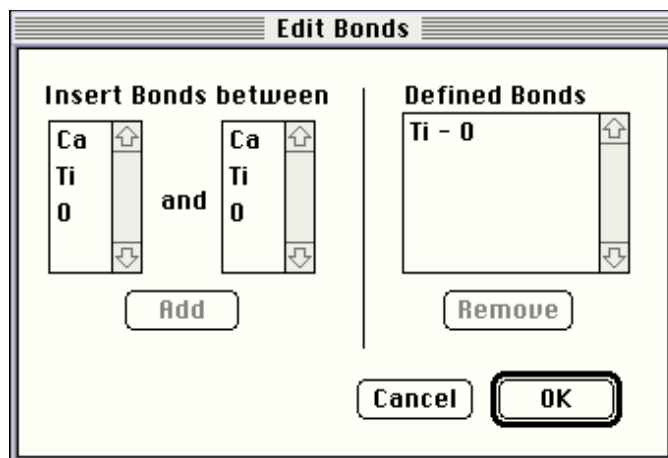 Edit Bonds
Insert Bonds between
Ca
Ti
O
and
Ca
Ti
O
Add
Defined Bonds
Ti - O
Remove
Cancel
OK